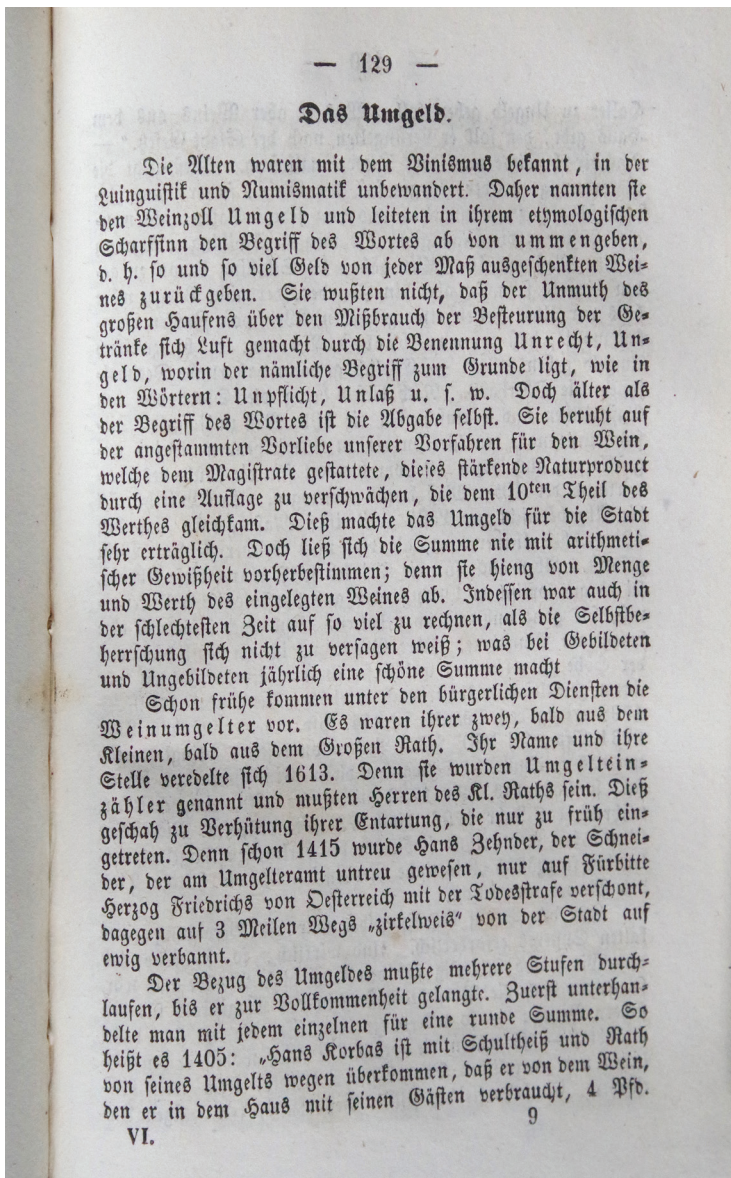 — 129 —
Das Umgeld.
Die Alten waren mit dem Vinismus bekannt, in der
Luinguistik und Numismatik unbewandert. Daher nannten sie
den Weinzoll Umgeld und leiteten in ihrem etymologischen
Scharfsinn den Begriff des Wortes ab von ummengeben,
d. h. so und so viel Geld von jeder Maß ausgeschenkten Wei-
nes zurückgeben. Sie wußten nicht, daß der Unmuth des
großen Haufens über den Mißbrauch der Besteurung der Ge-
tränke sich Luft gemacht durch die Benennung Unrecht, Un-
geld, worin der nämliche Begriff zum Grunde ligt, wie in
den Wörtern: Unpflicht, Unlaß u. s. w. Doch älter als
der Begriff des Wortes ist die Abgabe selbst. Sie beruht auf
der angestammten Vorliebe unserer Vorfahren für den Wein,
welche dem Magistrate gestattete, dieses stärkende Naturproduct
durch eine Auflage zu verschwächen, die dem 10ten Theil des
Werthes gleichkam. Dieß machte das Umgeld für die Stadt
sehr erträglich. Doch ließ sich die Summe nie mit arithmeti-
scher Gewißheit vorherbestimmen; denn sie hieng von Menge
und Werth des eingelegten Weines ab. Indessen war auch in
der schlechtesten Zeit auf so viel zu rechnen, als die Selbstbe-
herrschung sich nicht zu versagen weiß; was bei Gebildeten
und Ungebildeten jährlich eine schöne Summe macht
Schon frühe kommen unter den bürgerlichen Diensten die
Weinumgelter vor. Es waren ihrer zwey, bald aus dem
Kleinen, bald aus dem Großen Rath. Ihr Name und ihre
Stelle veredelte sich 1613. Denn sie wurden Umgeltein-
zähler genannt und mußten Herren des Kl. Raths sein. Dieß
geschah zu Verhütung ihrer Entartung, die nur zu früh ein-
getreten. Denn schon 1415 wurde Hans Zehnder, der Schnei-
der, der am Umgelteramt untreu gewesen, nur auf Fürbitte
Herzog Friedrichs von Oesterreich mit der Todesstrafe verschont,
dagegen auf 3 Meilen Wegs „zirkelweis“ von der Stadt auf
ewig verbannt.
Der Bezug des Umgeldes mußte mehrere Stufen durch-
laufen, bis er zur Vollkommenheit gelangte. Zuerst unterhan-
delte man mit jedem einzelnen für eine runde Summe. So
heißt es 1405: „Hans Korbas ist mit Schultheiß und Rath
von seines Umgelts wegen überkommen, daß er von dem Wein,
den er in dem Haus mit seinen Gästen verbraucht, 4 Pfd.
VI. 9